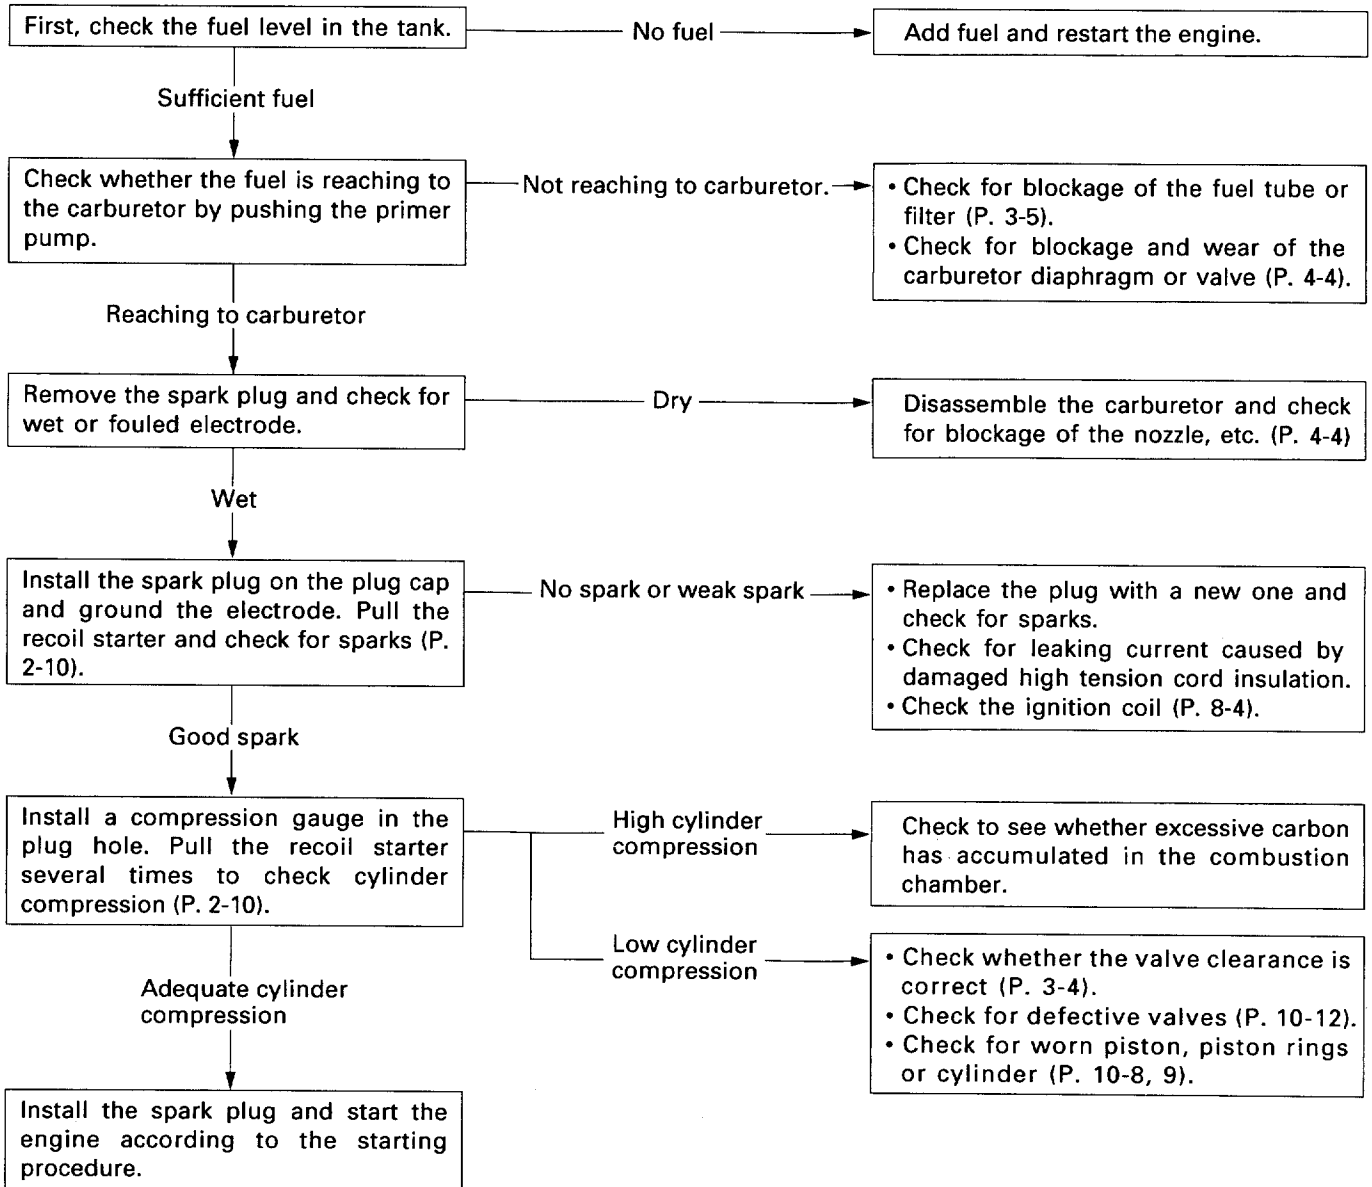 First, check the fuel level in the tank.
No fuel
Add fuel and restart the engine.
Sufficient fuel
Check whether the fuel is reaching to
the carburetor by pushing the primer
pump.
Not reaching to carburetor.
• Check for blockage of the fuel tube or
filter (P. 3-5).
• Check for blockage and wear of the
carburetor diaphragm or valve (P. 4-4).
Reaching to carburetor
Remove the spark plug and check for
wet or fouled electrode.
Dry
Disassemble the carburetor and check
for blockage of the nozzle, etc. (P. 4-4)
Wet
Install the spark plug on the plug cap
and ground the electrode. Pull the
recoil starter and check for sparks (P.
2-10).
No spark or weak spark
• Replace the plug with a new one and
check for sparks.
• Check for leaking current caused by
damaged high tension cord insulation.
• Check the ignition coil (P. 8-4).
Good spark
Install a compression gauge in the
plug hole. Pull the recoil starter
several times to check cylinder
compression (P. 2-10).
High cylinder
compression
Check to see whether excessive carbon
has accumulated in the combustion
chamber.
Low cylinder
compression
• Check whether the valve clearance is
correct (P. 3-4).
• Check for defective valves (P. 10-12).
• Check for worn piston, piston rings
or cylinder (P. 10-8, 9).
Adequate cylinder
compression
Install the spark plug and start the
engine according to the starting
procedure.